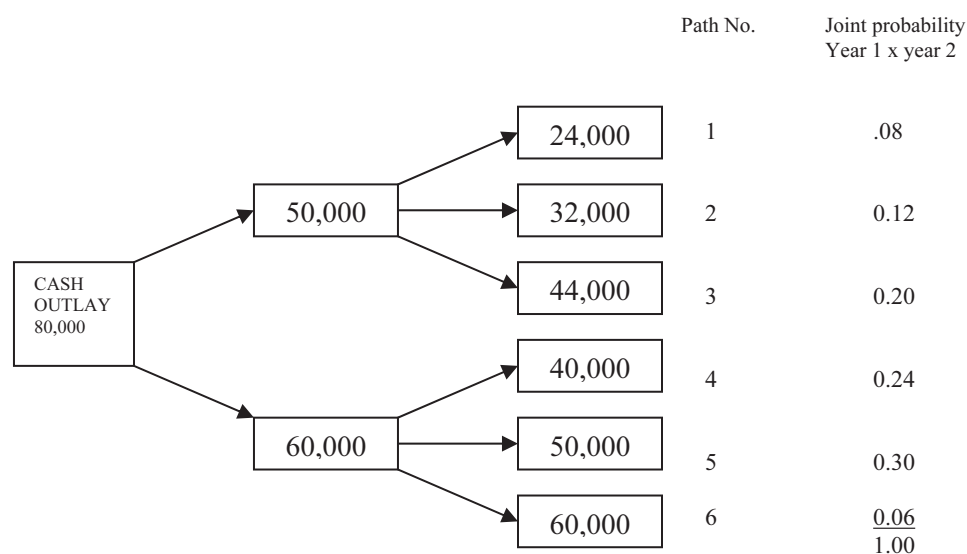 Path No. Joint probability
Year 1 x year 2
24,000 1 .08
50,000 32,000 2 0.12
CASH
OUTLAY
80,000
44,000 3 0.20
40,000 4 0.24
60,000 50,000 5 0.30
60,000 6 0.06
1.00